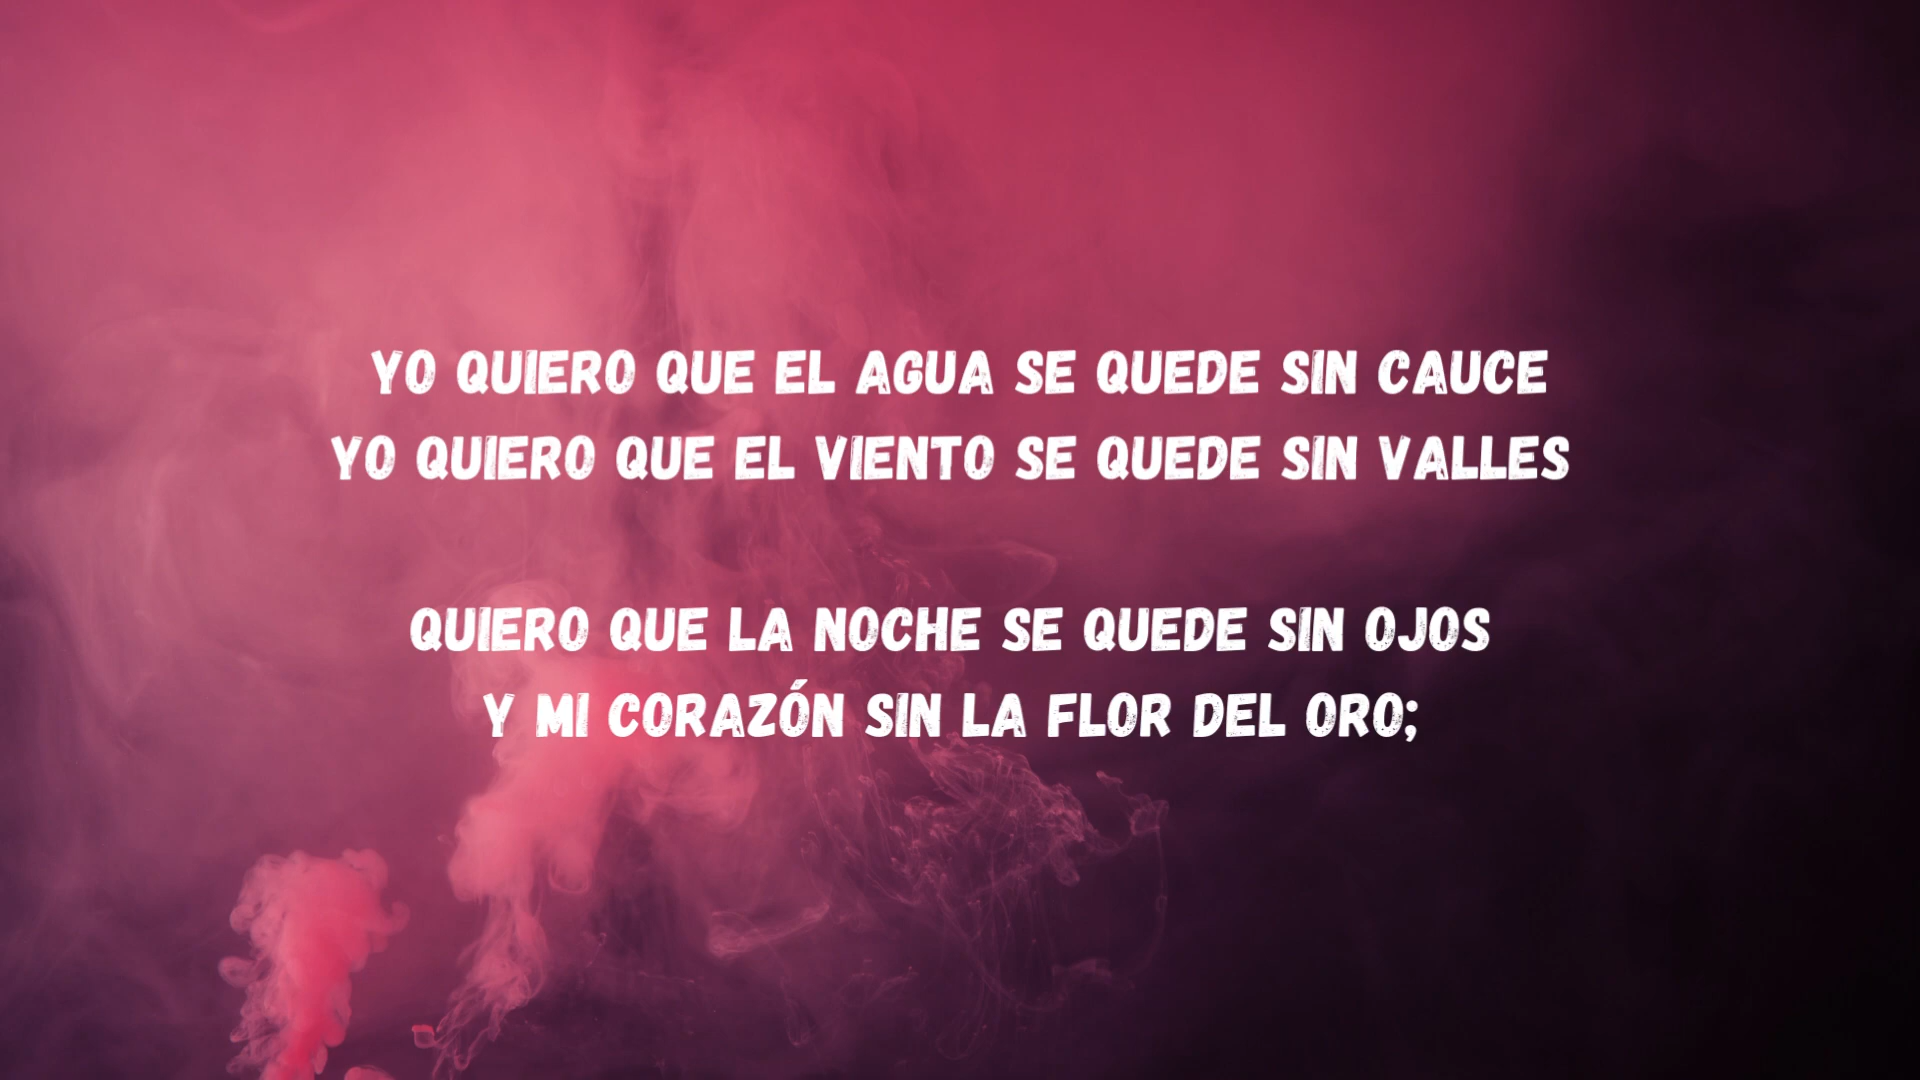 YO QUIERO QUE EL AGUA SE QUEDE SIN CAUCE
YO QUIERO QUE EL VIENTO SE QUEDE SIN VALLES
QUIERO QUE LA NOCHE SE QUEDE SIN OJOS
Y MI CORAZÓN SIN LA FLOR DEL ORO;